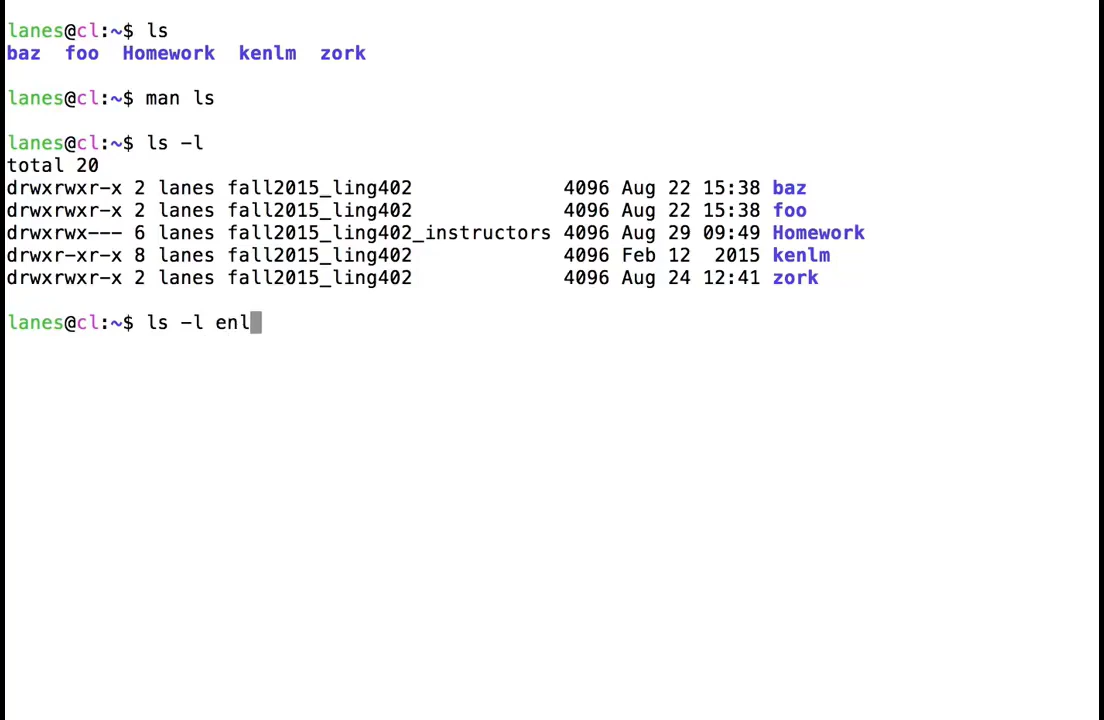 lanes@cl:~$ ls
baz  foo  Homework  kenlm  zork
lanes@cl:~$ man ls
lanes@cl:~$ ls -l
total 20
drwxrwxr-x 2 lanes fall2015_ling402             4096 Aug 22 15:38 baz
drwxrwxr-x 2 lanes fall2015_ling402             4096 Aug 22 15:38 foo
drwxrwx--- 6 lanes fall2015_ling402_instructors 4096 Aug 29 09:49 Homework
drwxr-xr-x 8 lanes fall2015_ling402             4096 Feb 12  2015 kenlm
drwxrwxr-x 2 lanes fall2015_ling402             4096 Aug 24 12:41 zork
lanes@cl:~$ ls -l enl